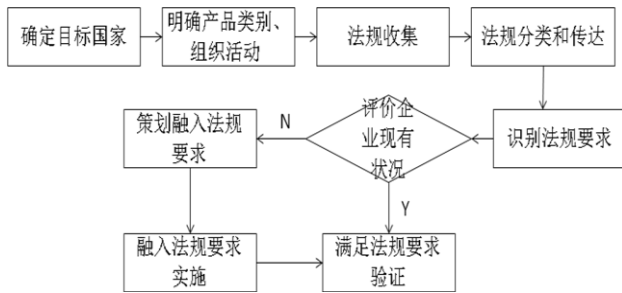 确定目标国家
明确产品类别、
组织活动
法规收集
法规分类和传达
识别法规要求
评价企
业现有
状况
N
策划融入法规
要求
Y
融入法规要求
实施
满足法规要求
验证